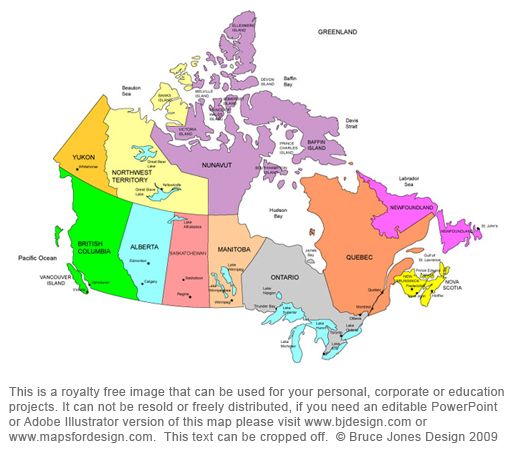 GREENLAND
ELLESMERE
ISLAND
Beauton
Sea
BANKS
ISLAND
MELVILLE
ISLAND
DEVON
ISLAND
Baffin
Bay
VICTORIA
ISLAND
SOMERSET
ISLAND
Davis
Strait
PRINCE
CHARLES
ISLAND
BAFFIN
ISLAND
YUKON
Whitehorse
Great Bear
Lake
NORTHWEST
TERRITORY
Great Slave
Lake
Yellowknife
NUNAVUT
SOUTHAMPTON
ISLAND
Labrador
Sea
Hudson
Bay
NEWFOUNDLAND
NEWFOUNDLAND
St. John's
Pacific Ocean
VANCOUVER
ISLAND
Victoria
BRITISH
COLUMBIA
ALBERTA
Edmonton
Calgary
Lake
Athabaska
SASKATCHEWAN
Saskatoon
Regina
MANITOBA
Lake
Winnipeg
Winnipeg
James
Bay
ONTARIO
Lake
Nipigon
Thunder Bay
Lake
Superior
Lake
Michigan
Lake
Huron
Toronto
Lake
Ontario
Lake
Erie
Ottawa
Montreal
Quebec
QUEBEC
Gulf of
St. Lawrence
Prince Edward
Island
NEW
BRUNSWICK
Halifax
NOVA
SCOTIA
This is a royalty free image that can be used for your personal, corporate or education
projects. It can not be resold or freely distributed, if you need an editable PowerPoint
or Adobe Illustrator version of this map please visit www.bjdesign.com or
www.mapsfordesign.com.  This text can be cropped off.  © Bruce Jones Design 2009